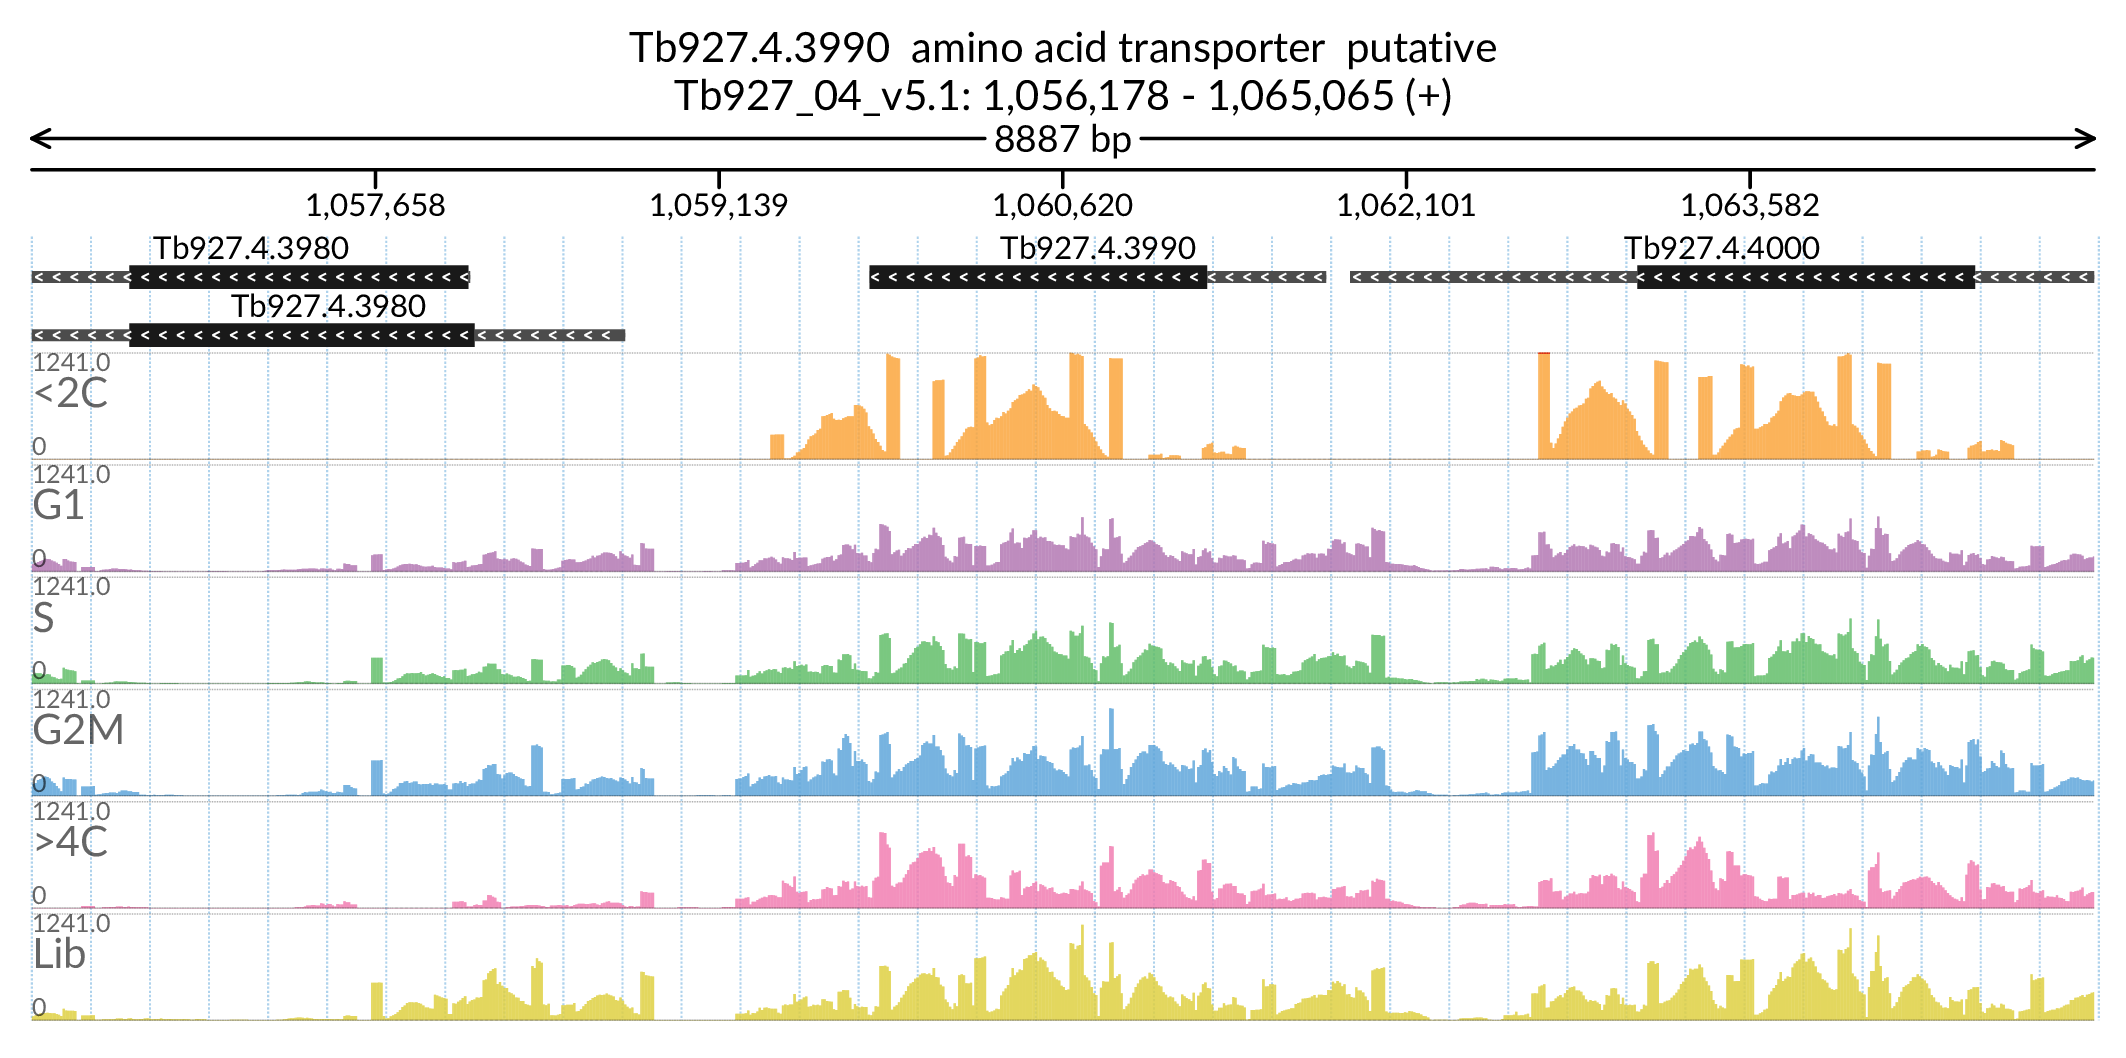 Tb927.4.3990  amino acid transporter  putative
Tb927_04_v5.1: 1,056,178 - 1,065,065 (+)
8887 bp
1,057,658 1,059,139 1,060,620 1,062,101 1,063,582
Tb927.4.3980 Tb927.4.3990 Tb927.4.4000
Tb927.4.3980
1241.0
<2C
0
1241.0
G1
0
1241.0
S
0
1241.0
G2M
0
1241.0
>4C
0
1241.0
Lib
0